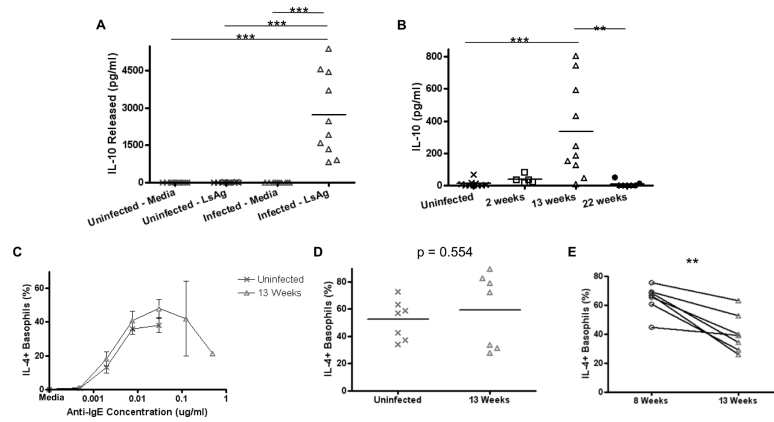 A
***
***
***
IL-10 Released (pg/ml)
4500
3000
1500
0
Uninfected - Media
Uninfected - LsAg
Infected - Media
Infected - LsAg
B
***
**
IL-10 (pg/ml)
800
600
400
200
0
Uninfected
2 weeks
13 weeks
22 weeks
C
IL-4+ Basophils (%)
60
40
20
0
Media
0.001
0.01
0.1
1
Anti-IgE Concentration (ug/ml)
Uninfected
13 Weeks
D
p = 0.554
IL-4+ Basophils (%)
80
60
40
20
0
Uninfected
13 Weeks
E
**
IL-4+ Basophils (%)
80
60
40
20
0
8 Weeks
13 Weeks